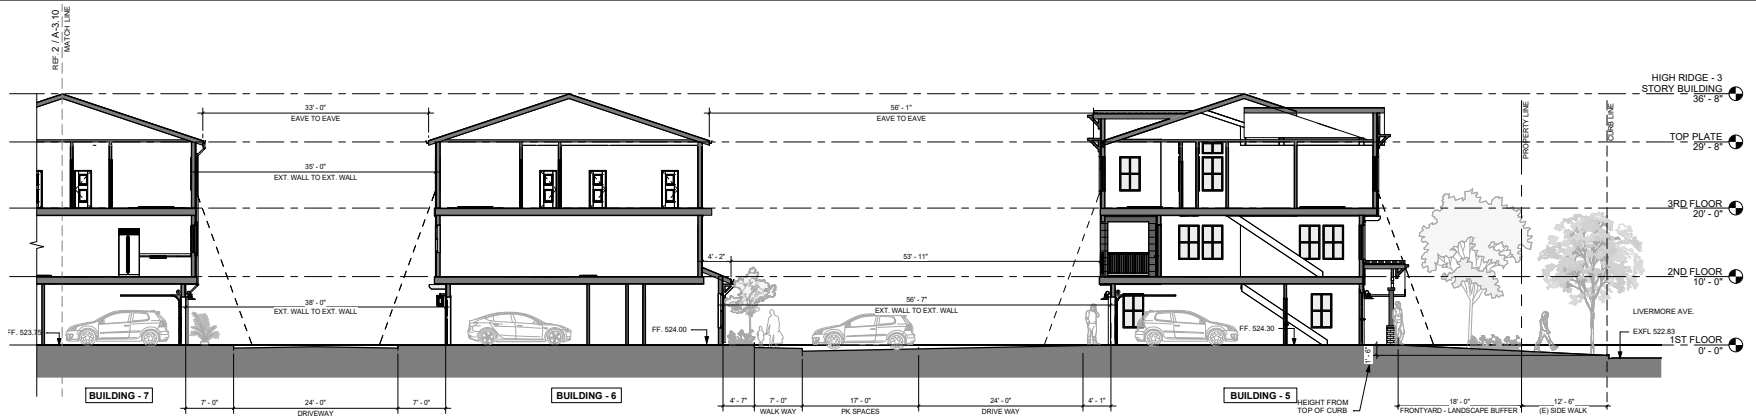 REF. 2 / A-3.10
MATCH LINE
HIGH RIDGE - 3
STORY BUILDING
36' - 8"
33' - 0"
EAVE TO EAVE
56' - 1"
EAVE TO EAVE
PROPERTY LINE
CURB LINE
TOP PLATE
29' - 8"
35' - 0"
EXT. WALL TO EXT. WALL
3RD FLOOR
20' - 0"
4' - 2"
53' - 11"
2ND FLOOR
10' - 0"
38' - 0"
EXT. WALL TO EXT. WALL
56' - 7"
EXT. WALL TO EXT. WALL
LIVERMORE AVE.
FF. 523.75
FF. 524.00
FF. 524.30
EXFL 522.83
1ST FLOOR
0' - 0"
1' - 6"
BUILDING - 7
BUILDING - 6
BUILDING - 5
HEIGHT FROM
TOP OF CURB
7' - 0"
24' - 0"
DRIVEWAY
7' - 0"
4' - 7"
7' - 0"
WALK WAY
17' - 0"
PK SPACES
24' - 0"
DRIVE WAY
4' - 1"
18' - 0"
FRONTYARD - LANDSCAPE BUFFER
12' - 6"
(E) SIDE WALK